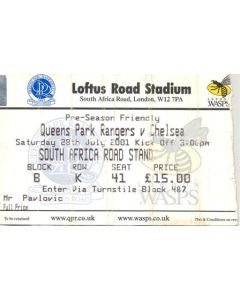 Loftus Road Stadium
South Africa Road, London, W12 7PA
WASPS
Pre-Season Friendly
Queens Park Rangers v Chelsea
Saturday 28th July 2001 Kick Off 3:00pm
SOUTH AFRICA ROAD STAND
BLOCK ROW SEAT PRICE
B K 41 £15.00
Enter Via Turnstile Block 487
Mr Pavlovic
Full Price
www.qpr.co.uk www.wasps.co.uk